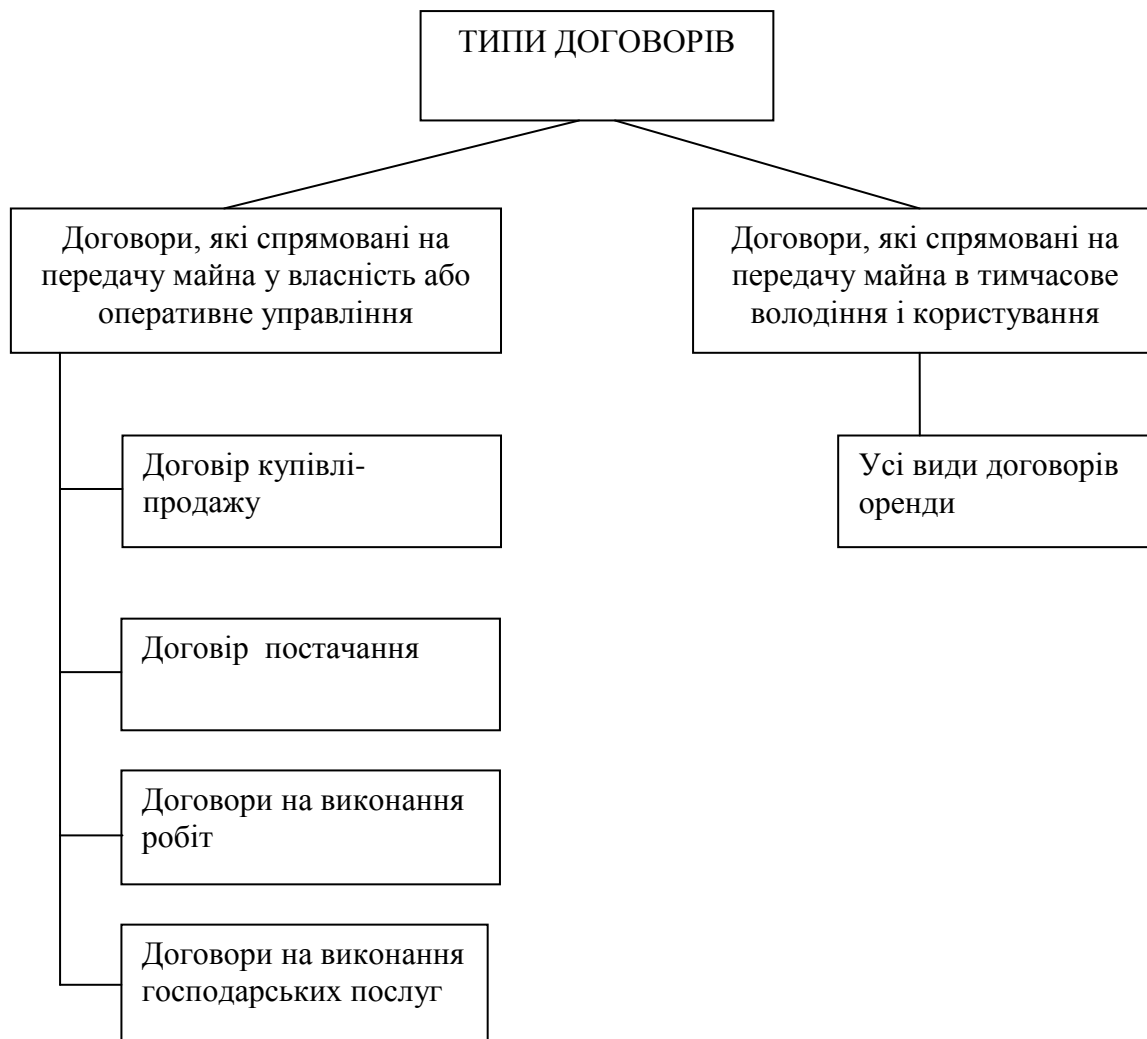 ТИПИ ДОГОВОРІВ
Договори, які спрямовані на
передачу майна у власність або
оперативне управління
Договори, які спрямовані на
передачу майна в тимчасове
володіння і користування
Договір купівлі-
продажу
Усі види договорів
оренди
Договір  постачання
Договори на виконання
робіт
Договори на виконання
господарських послуг